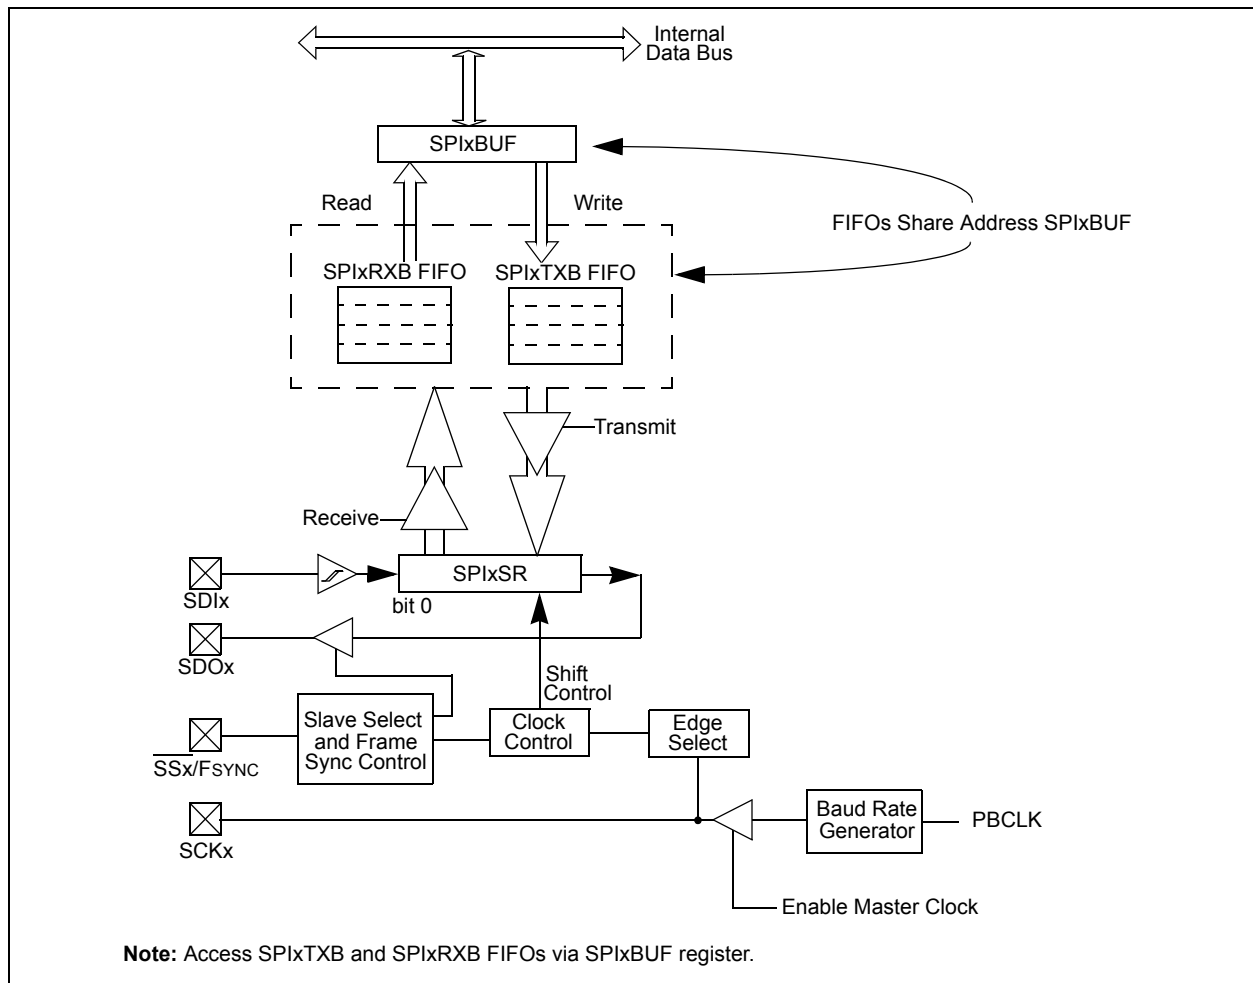 Internal
Data Bus
SPIxBUF
Read
Write
FIFOs Share Address SPIxBUF
SPIxRXB FIFO
SPIxTXB FIFO
Transmit
Receive
SPIxSR
SDIx
bit 0
SDOx
Shift
Control
Slave Select
and Frame
Sync Control
Clock
Control
Edge
Select
SSx/FSYNC
Baud Rate
Generator
PBCLK
SCKx
Enable Master Clock
Note: Access SPIxTXB and SPIxRXB FIFOs via SPIxBUF register.